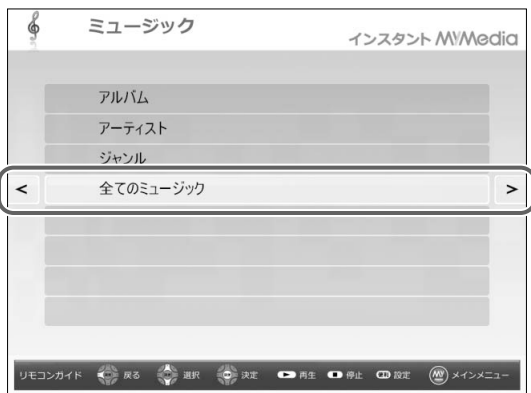 ミュージック
インスタント MyMedia
アルバム
アーティスト
ジャンル
< 全てのミュージック >
リモコンガイド 戻る 選択 決定 再生 停止 設定 メインメニュー